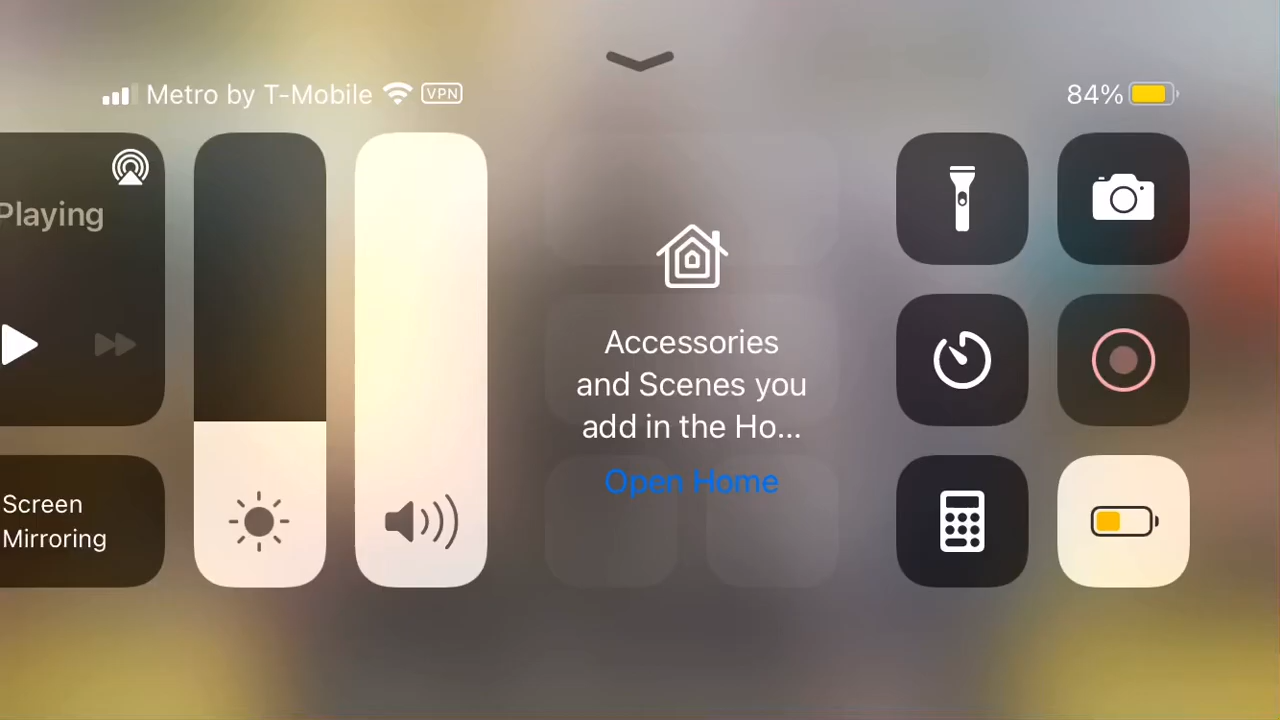 Metro by T-Mobile VPN
84%
Playing
Accessories
and Scenes you
add in the Ho...
Open Home
Screen
Mirroring